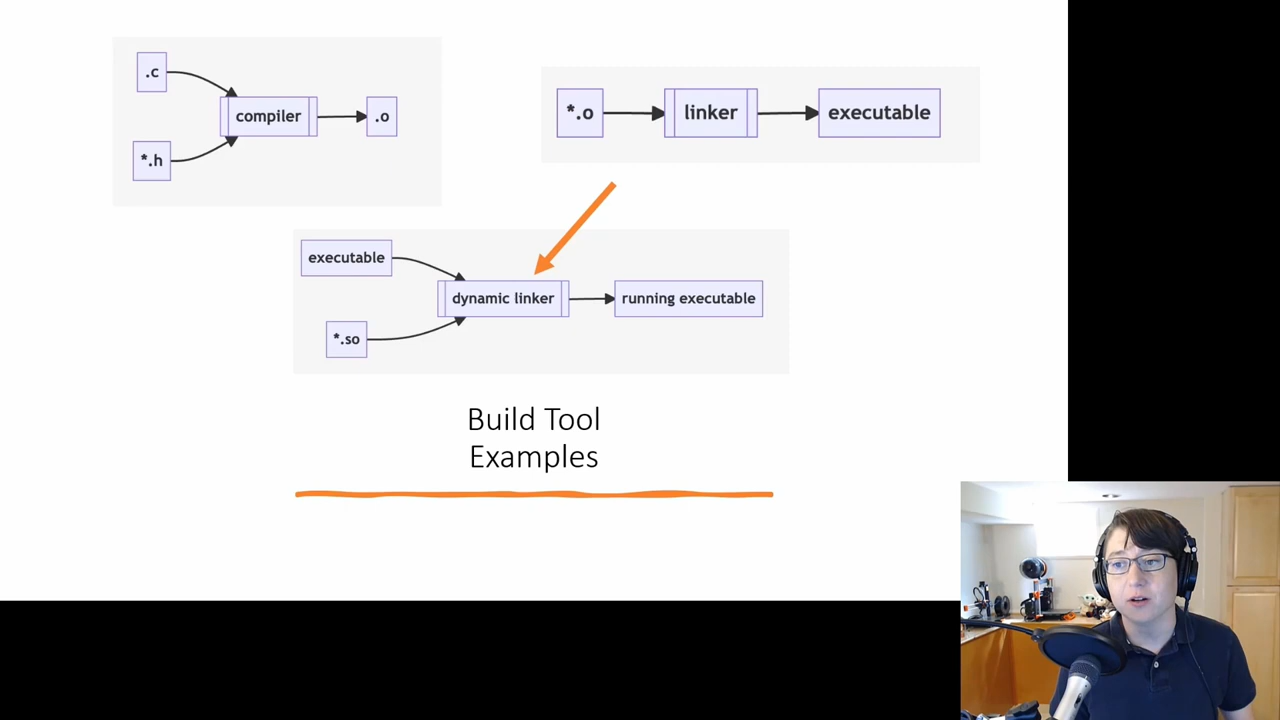 .c
compiler
.o
*.h
*.o
linker
executable
executable
dynamic linker
running executable
*.so
Build Tool
Examples